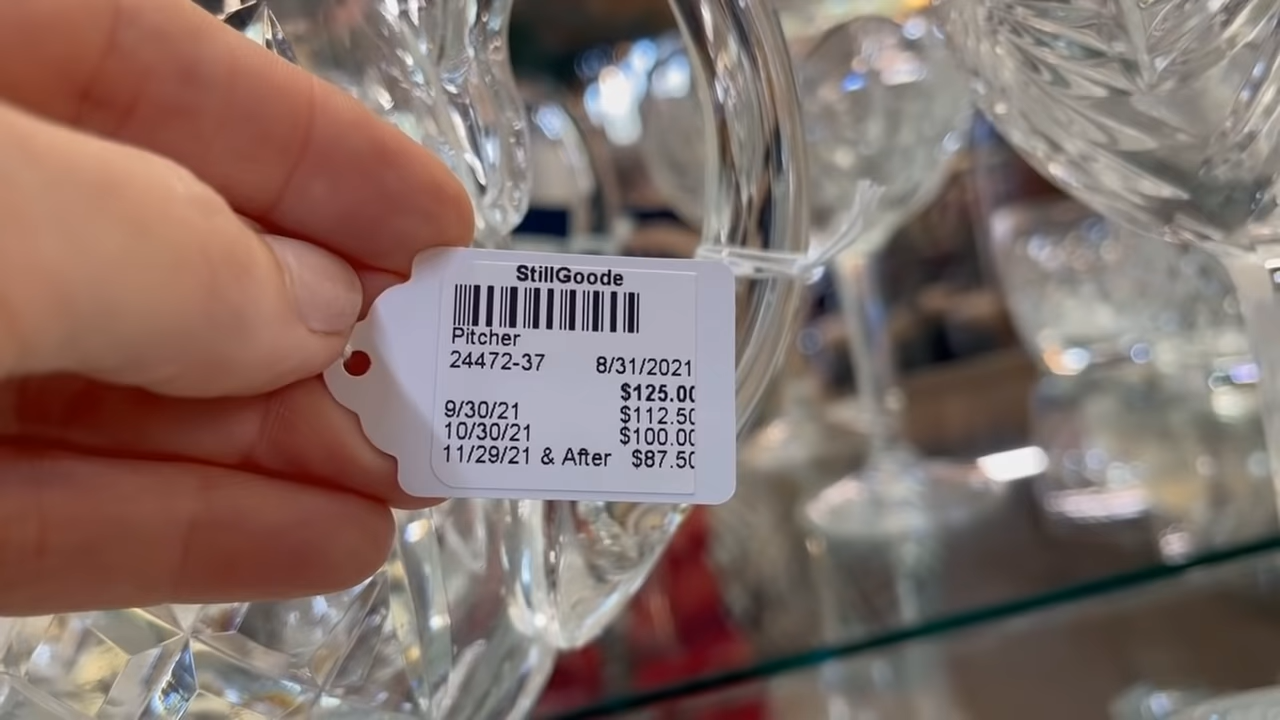 StillGoode
Pitcher
24472-37 8/31/2021
$125.00
9/30/21 $112.50
10/30/21 $100.00
11/29/21 & After $87.50